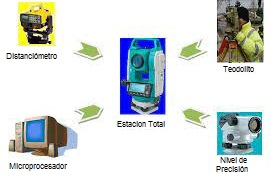 Distanciómetro
Teodolito
Estacion Total
Microprocesador
Nivel de
Precisión